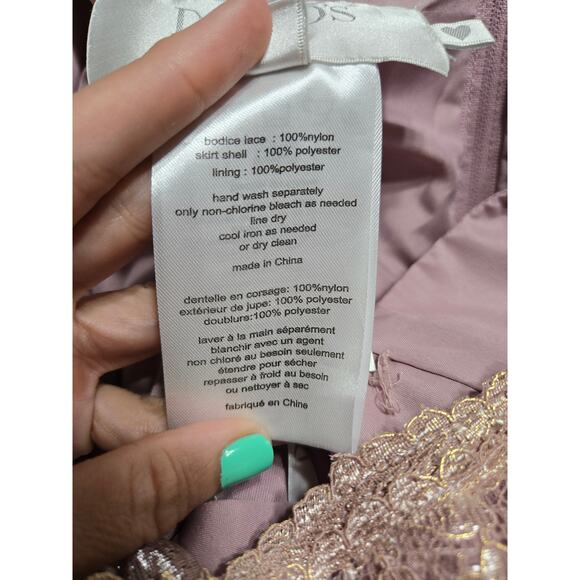 bodice lace : 100%nylon
skirt shell : 100% polyester
lining : 100%polyester
hand wash separately
only non-chlorine bleach as needed
line dry
cool iron as needed
or dry clean
made in China
dentelle en corsage: 100%nylon
extérieur de jupe: 100% polyester
doublure:100% polyester
laver à la main séparément
blanchir avec un agent
non chloré au besoin seulement
étendre pour sécher
repasser à froid au besoin
ou nettoyer à sec
fabriqué en Chine